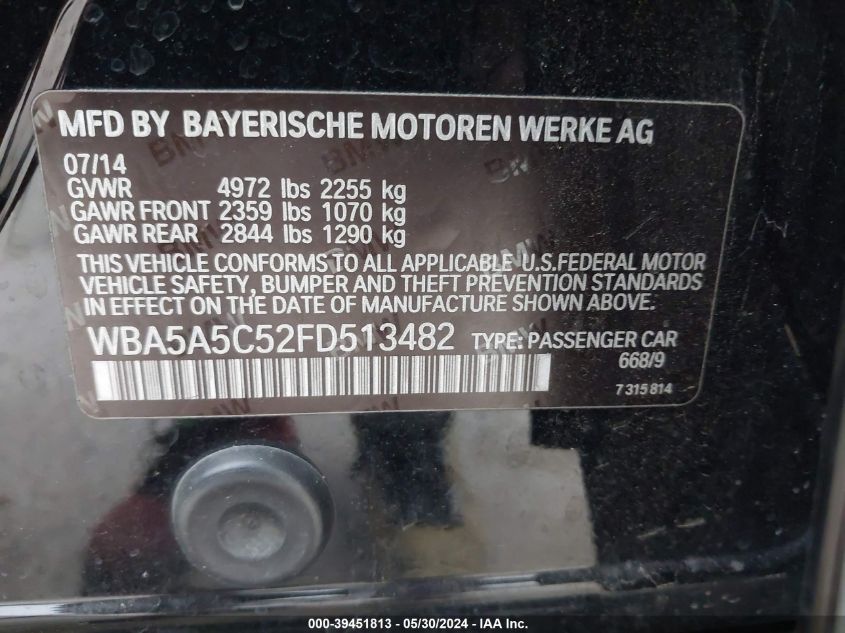 MFD BY BAYERISCHE MOTOREN WERKE AG
07/14
GVWR 4972 lbs 2255 kg
GAWR FRONT 2359 lbs 1070 kg
GAWR REAR 2844 lbs 1290 kg
THIS VEHICLE CONFORMS TO ALL APPLICABLE U.S.FEDERAL MOTOR
VEHICLE SAFETY, BUMPER AND THEFT PREVENTION STANDARDS
IN EFFECT ON THE DATE OF MANUFACTURE SHOWN ABOVE.
WBA5A5C52FD513482 TYPE: PASSENGER CAR
668/9
7 315 814
000-39451813 - 05/30/2024 - IAA Inc.